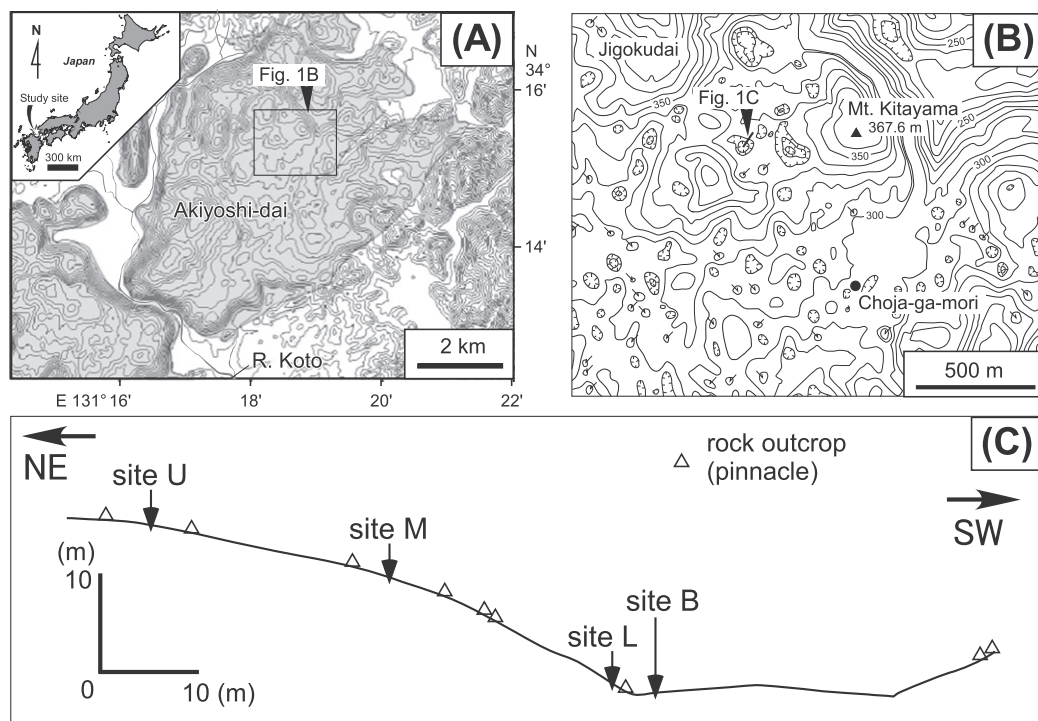 N
Japan
Study site
300 km
(A)
Fig. 1B
Akiyoshi-dai
R. Koto
2 km
N
34°
16'
14'
E 131° 16'
18'
20'
22'
(B)
Jigokudai
250
350
Fig. 1C
Mt. Kitayama
367.6 m
350
250
300
300
Choja-ga-mori
500 m
(C)
NE
site U
site M
rock outcrop
(pinnacle)
SW
(m)
10
site B
site L
0
10 (m)